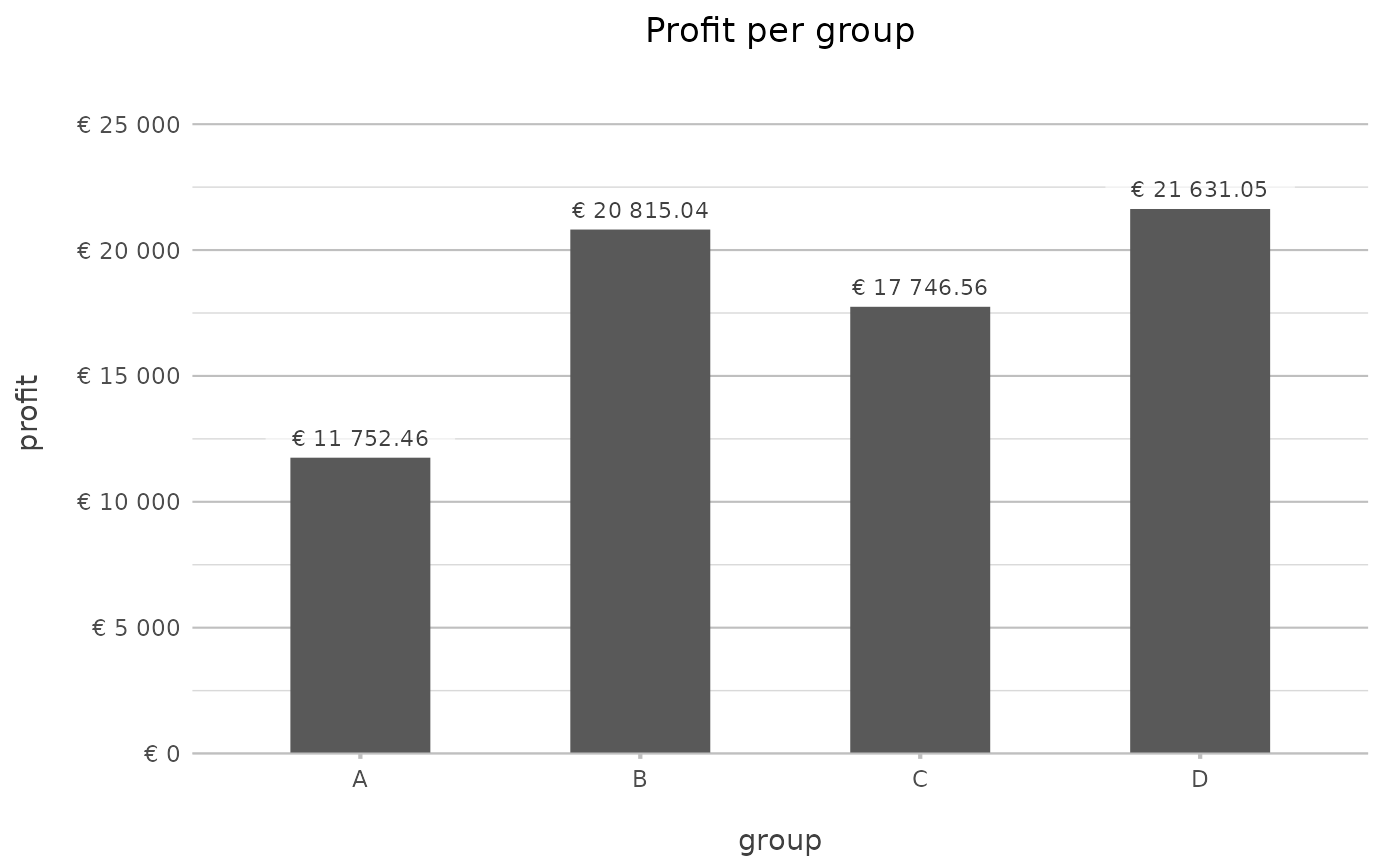 Profit per group
€ 25 000
€ 21 631.05
€ 20 815.04
€ 20 000
€ 17 746.56
€ 15 000
profit
€ 11 752.46
€ 10 000
€ 5 000
€ 0
A B C D
group